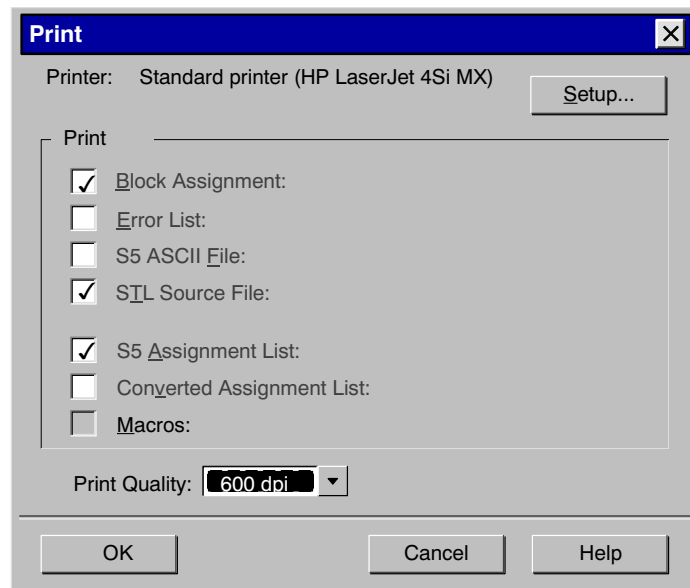 Print
Printer: Standard printer (HP LaserJet 4Si MX)
Setup...
Print
Block Assignment:
Error List:
S5 ASCII File:
STL Source File:
S5 Assignment List:
Converted Assignment List:
Macros:
Print Quality: 600 dpi
OK Cancel Help